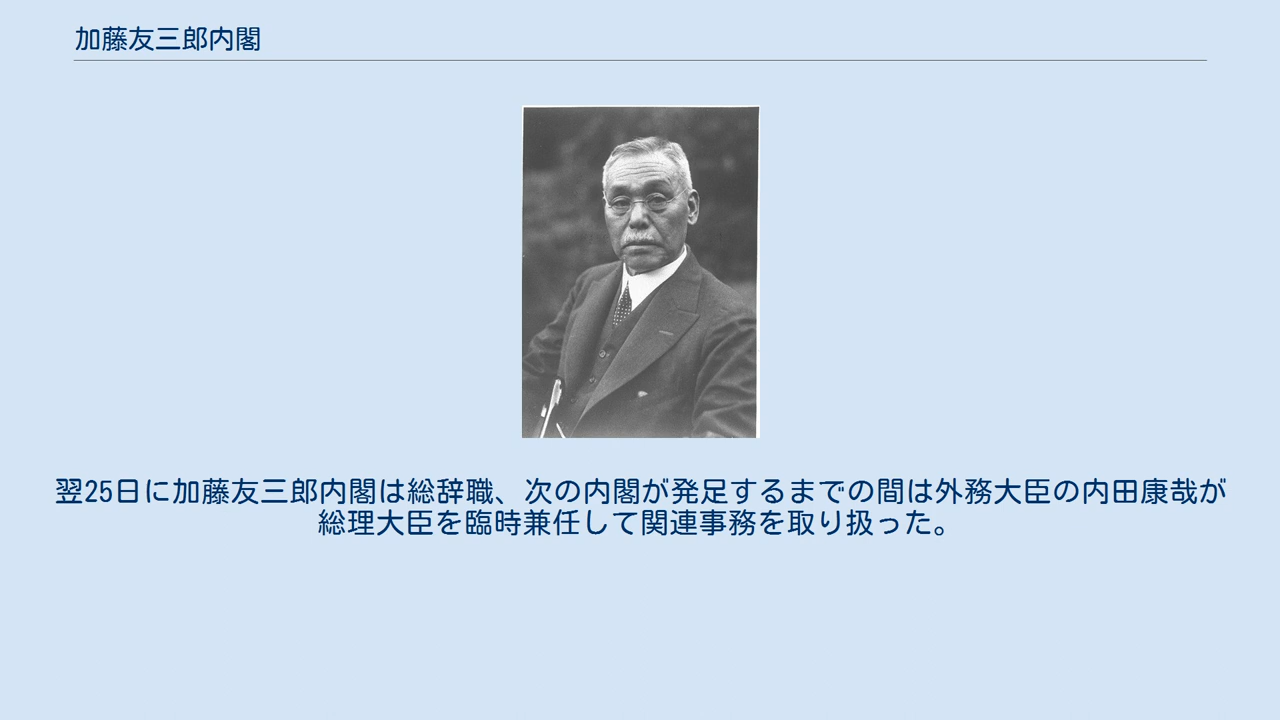 加藤友三郎内閣
翌25日に加藤友三郎内閣は総辞職、次の内閣が発足するまでの間は外務大臣の内田康哉が
総理大臣を臨時兼任して関連事務を取り扱った。